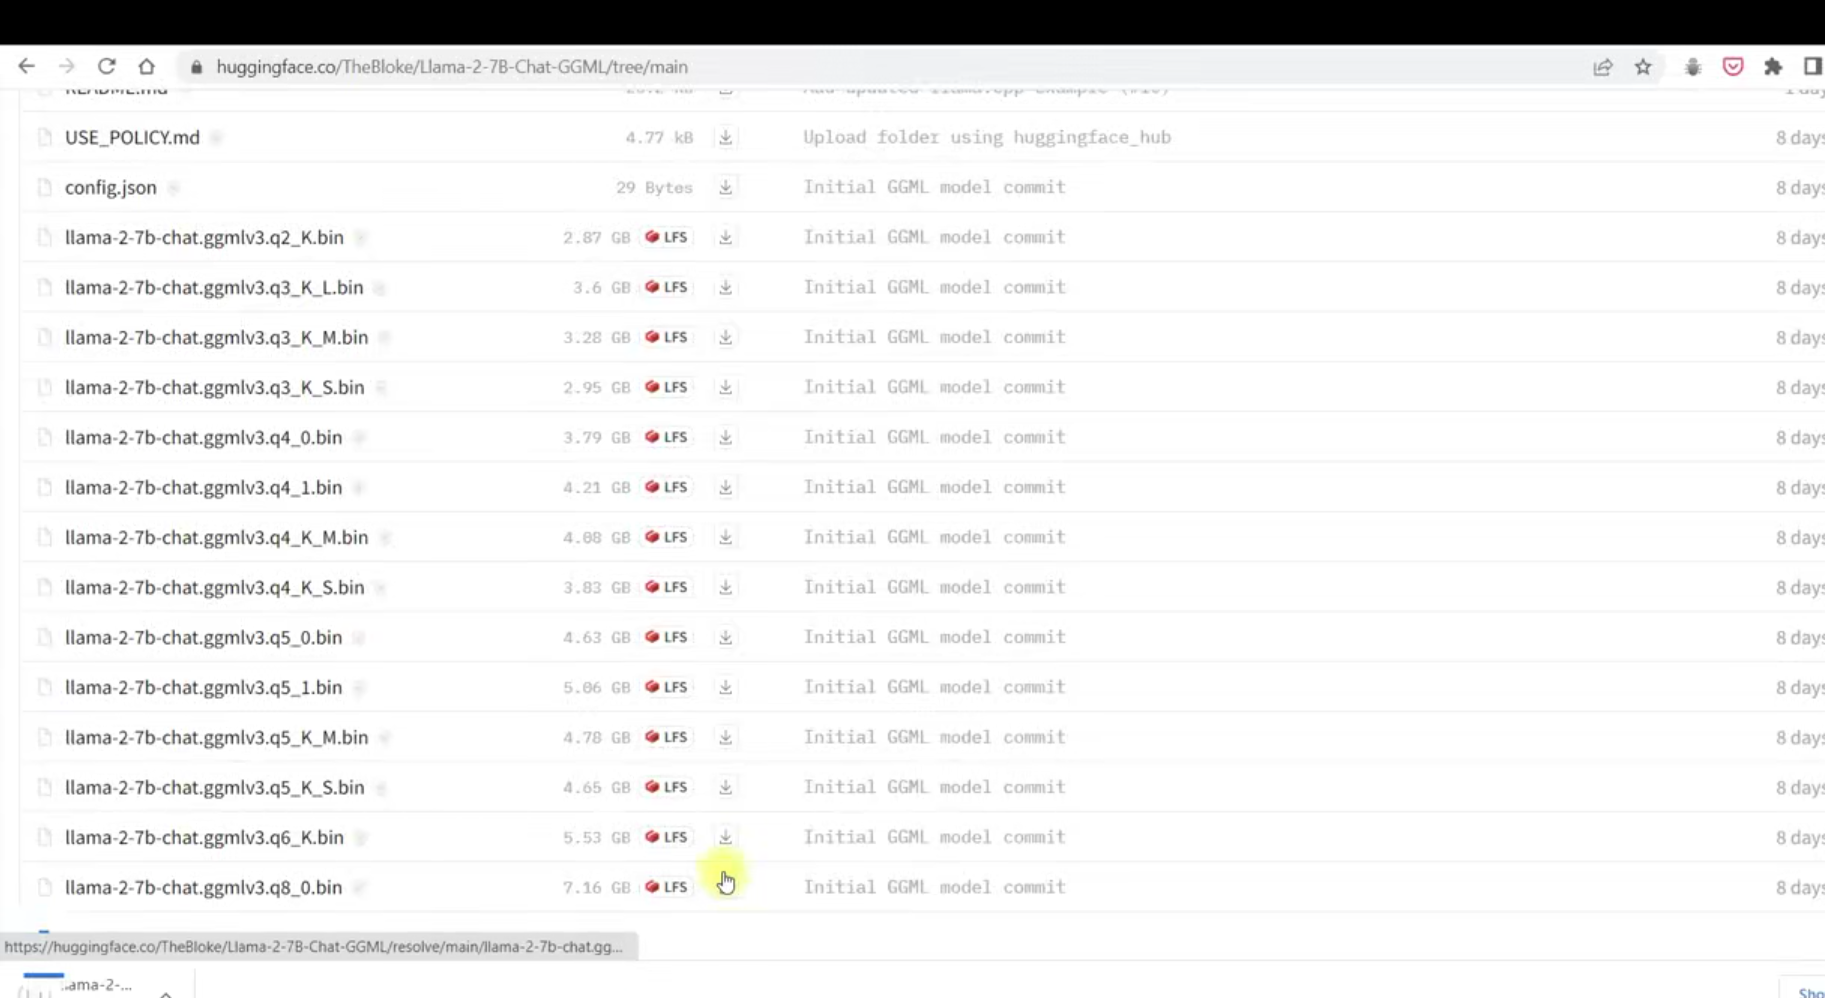 huggingface.co/TheBloke/Llama-2-7B-Chat-GGML/tree/main
README.md
USE_POLICY.md 4.77 kB Upload folder using huggingface_hub 8 days
config.json 29 Bytes Initial GGML model commit 8 days
llama-2-7b-chat.ggmlv3.q2_K.bin 2.87 GB LFS Initial GGML model commit 8 days
llama-2-7b-chat.ggmlv3.q3_K_L.bin 3.6 GB LFS Initial GGML model commit 8 days
llama-2-7b-chat.ggmlv3.q3_K_M.bin 3.28 GB LFS Initial GGML model commit 8 days
llama-2-7b-chat.ggmlv3.q3_K_S.bin 2.95 GB LFS Initial GGML model commit 8 days
llama-2-7b-chat.ggmlv3.q4_0.bin 3.79 GB LFS Initial GGML model commit 8 days
llama-2-7b-chat.ggmlv3.q4_1.bin 4.21 GB LFS Initial GGML model commit 8 days
llama-2-7b-chat.ggmlv3.q4_K_M.bin 4.08 GB LFS Initial GGML model commit 8 days
llama-2-7b-chat.ggmlv3.q4_K_S.bin 3.83 GB LFS Initial GGML model commit 8 days
llama-2-7b-chat.ggmlv3.q5_0.bin 4.63 GB LFS Initial GGML model commit 8 days
llama-2-7b-chat.ggmlv3.q5_1.bin 5.06 GB LFS Initial GGML model commit 8 days
llama-2-7b-chat.ggmlv3.q5_K_M.bin 4.78 GB LFS Initial GGML model commit 8 days
llama-2-7b-chat.ggmlv3.q5_K_S.bin 4.65 GB LFS Initial GGML model commit 8 days
llama-2-7b-chat.ggmlv3.q6_K.bin 5.53 GB LFS Initial GGML model commit 8 days
llama-2-7b-chat.ggmlv3.q8_0.bin 7.16 GB LFS Initial GGML model commit 8 days
https://huggingface.co/TheBloke/Llama-2-7B-Chat-GGML/resolve/main/llama-2-7b-chat.gg...